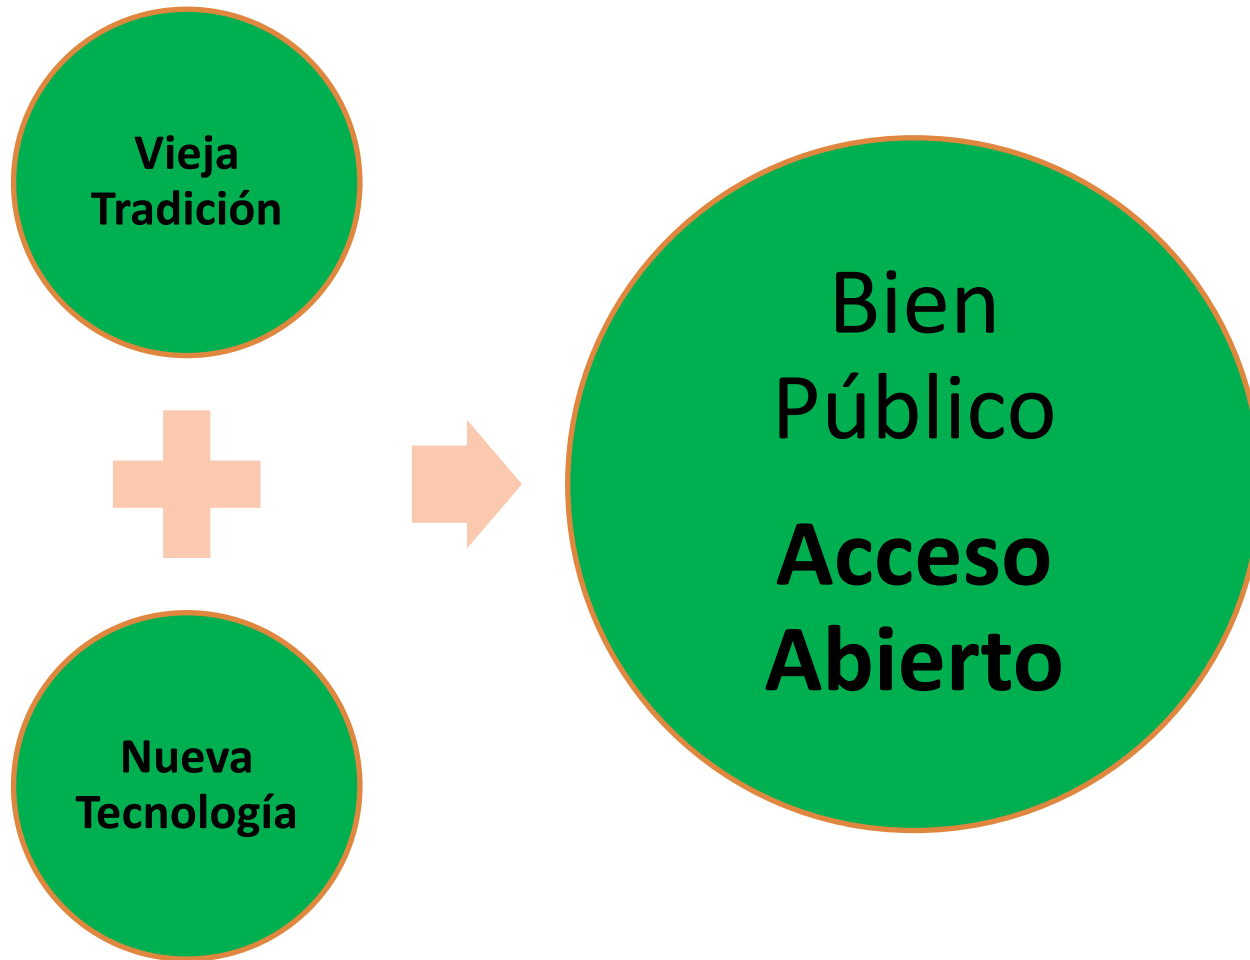 Vieja
Tradición
Nueva
Tecnología
Bien
Público
Acceso
Abierto